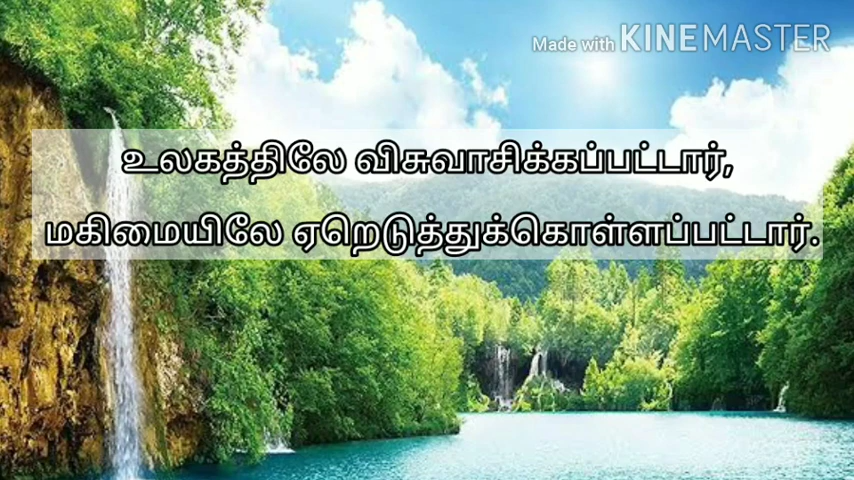 Made with KINEMASTER
உலகத்திலே விசுவாசிக்கப்பட்டார்,
மகிமையிலே ஏறெடுத்துக்கொள்ளப்பட்டார்.